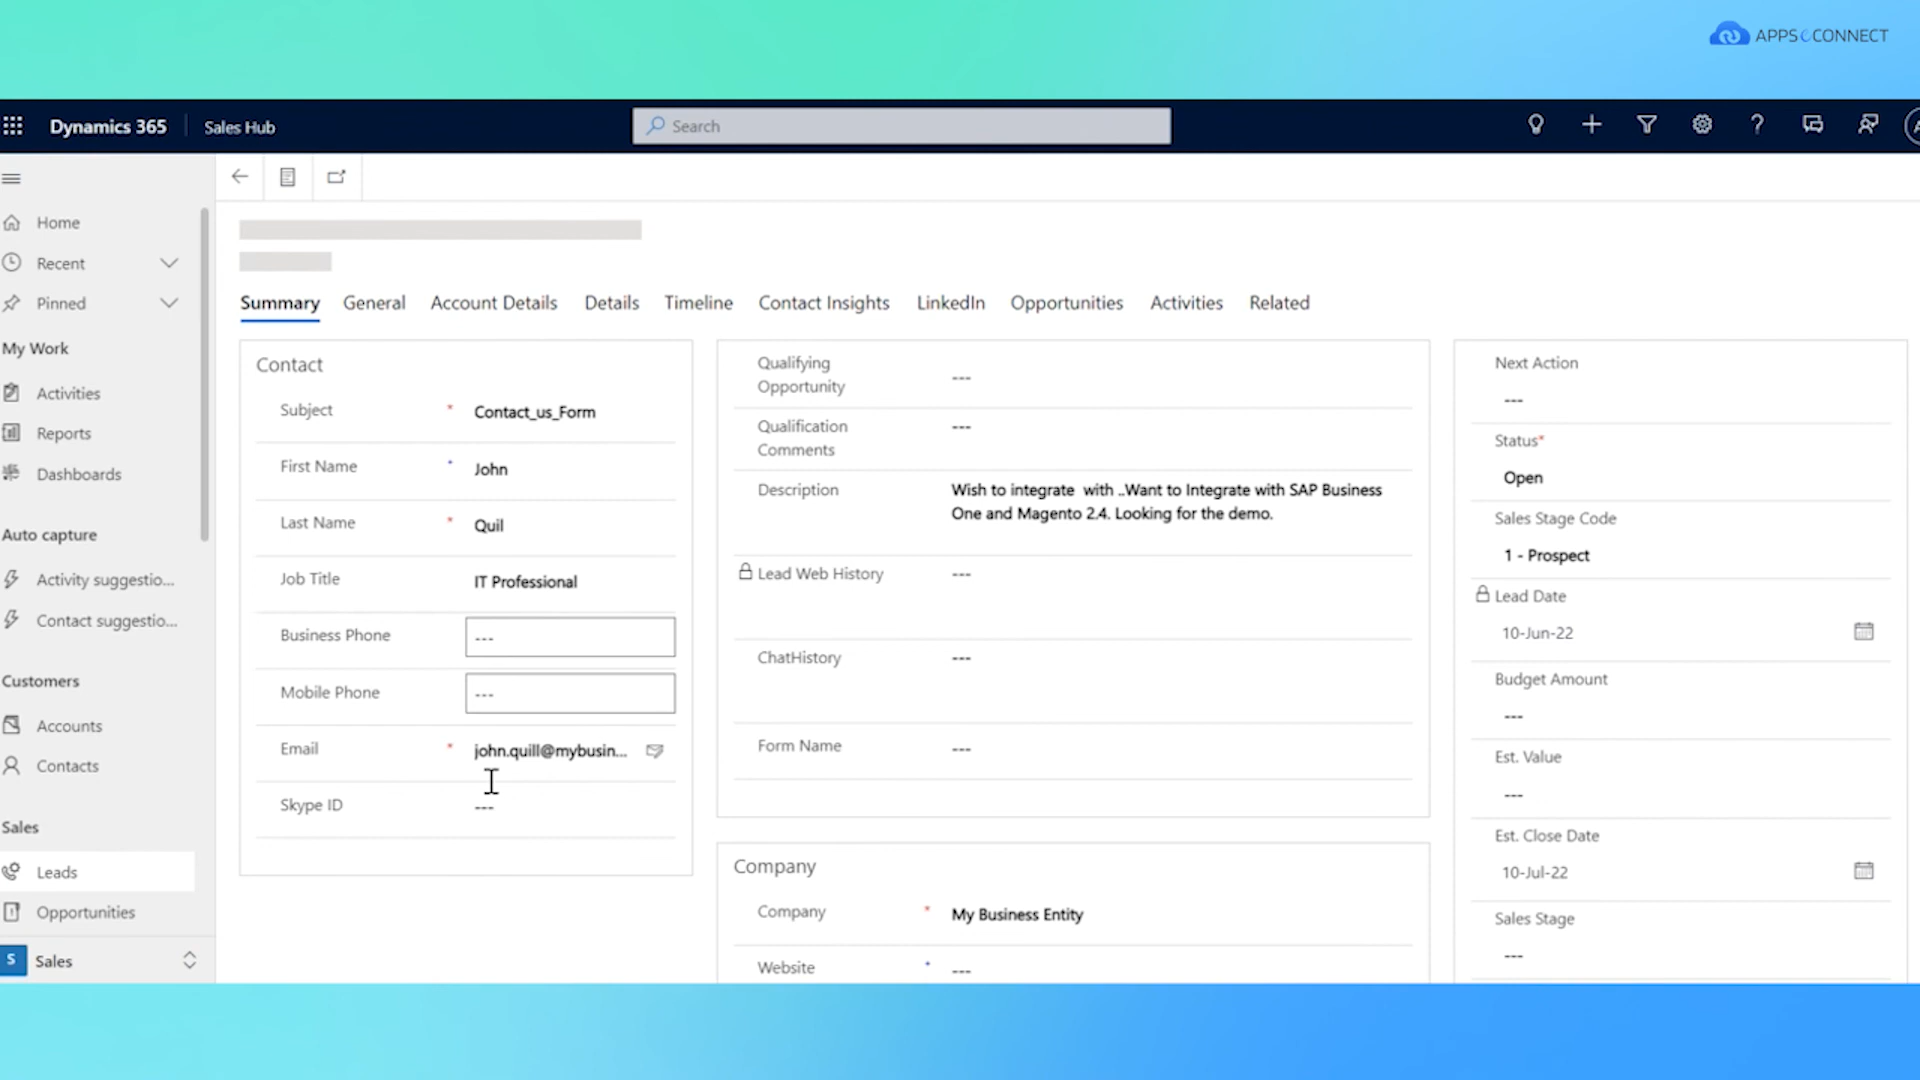 APPSeCONNECT
Dynamics 365
Sales Hub
Search
Home
Recent
Pinned
My Work
Activities
Reports
Dashboards
Auto capture
Activity suggestio...
Contact suggestio...
Customers
Accounts
Contacts
Sales
Leads
Opportunities
S Sales
Summary General Account Details Details Timeline Contact Insights LinkedIn Opportunities Activities Related
Contact
Subject * Contact_us_Form
First Name * John
Last Name * Quil
Job Title IT Professional
Business Phone ---
Mobile Phone ---
Email * john.quill@mybusin...
Skype ID ---
Qualifying
Opportunity ---
Qualification
Comments ---
Description Wish to integrate with ..Want to Integrate with SAP Business
One and Magento 2.4. Looking for the demo.
Lead Web History ---
ChatHistory ---
Form Name ---
Company
Company * My Business Entity
Website * ---
Next Action
---
Status*
Open
Sales Stage Code
1 - Prospect
Lead Date
10-Jun-22
Budget Amount
---
Est. Value
---
Est. Close Date
10-Jul-22
Sales Stage
---